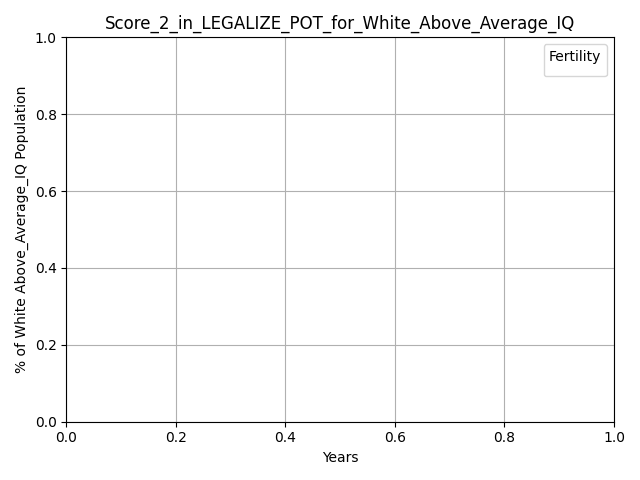 Score_2_in_LEGALIZE_POT_for_White_Above_Average_IQ
Fertility
% of White Above_Average_IQ Population
1.0
0.8
0.6
0.4
0.2
0.0
0.0 0.2 0.4 0.6 0.8 1.0
Years